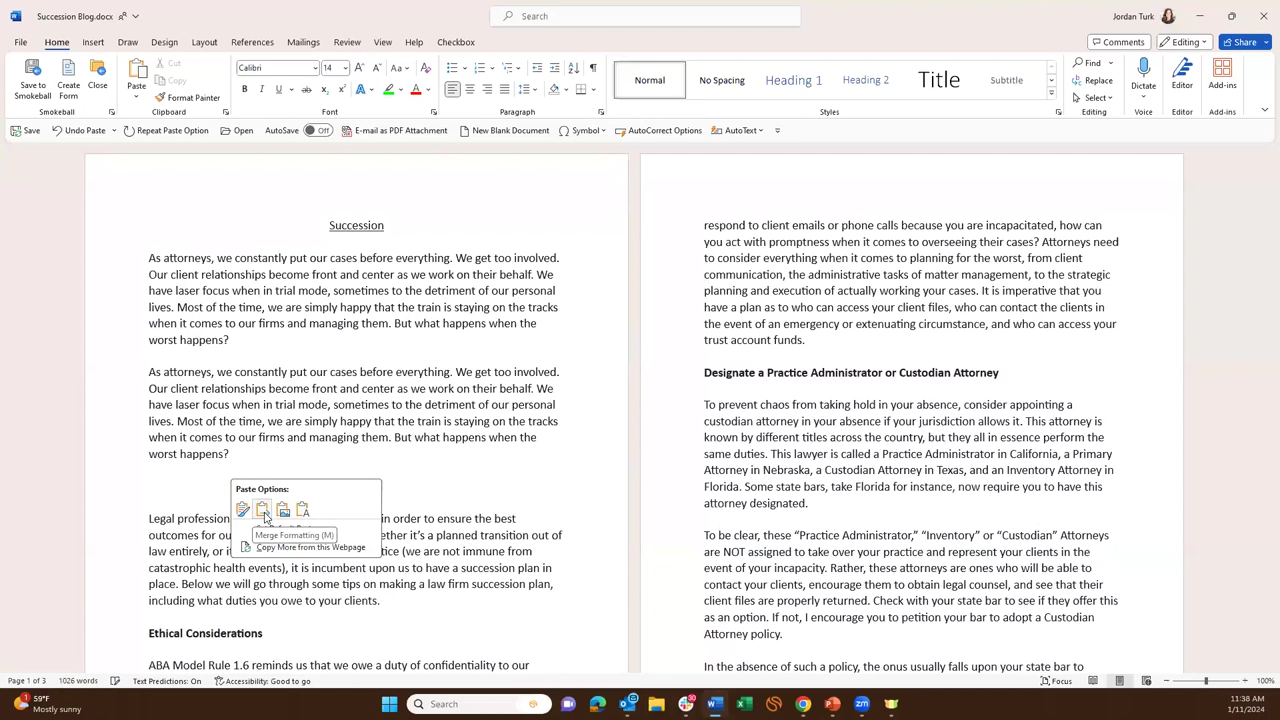 Succession Blog.docx
Search
Jordan Turk
File Home Insert Draw Design Layout References Mailings Review View Help Checkbox
Comments Editing Share
Save to Smokeball
Create Form
Close
Paste
Cut
Copy
Format Painter
Calibri 14
Normal No Spacing Heading 1 Heading 2 Title Subtitle
Find
Replace
Select
Dictate
Editor
Add-ins
Smokeball Clipboard Font Paragraph Styles Editing Voice Editor Add-ins
Save Undo Paste Repeat Paste Option Open AutoSave Off E-mail as PDF Attachment New Blank Document Symbol AutoCorrect Options AutoText
Succession
As attorneys, we constantly put our cases before everything. We get too involved.
Our client relationships become front and center as we work on their behalf. We
have laser focus when in trial mode, sometimes to the detriment of our personal
lives. Most of the time, we are simply happy that the train is staying on the tracks
when it comes to our firms and managing them. But what happens when the
worst happens?
As attorneys, we constantly put our cases before everything. We get too involved.
Our client relationships become front and center as we work on their behalf. We
have laser focus when in trial mode, sometimes to the detriment of our personal
lives. Most of the time, we are simply happy that the train is staying on the tracks
when it comes to our firms and managing them. But what happens when the
worst happens?
Paste Options:
Merge Formatting (M)
Copy More from this Webpage
Legal profession in order to ensure the best
outcomes for ou ether it's a planned transition out of
law entirely, or i tice (we are not immune from
catastrophic health events), it is incumbent upon us to have a succession plan in
place. Below we will go through some tips on making a law firm succession plan,
including what duties you owe to your clients.
Ethical Considerations
ABA Model Rule 1.6 reminds us that we owe a duty of confidentiality to our
respond to client emails or phone calls because you are incapacitated, how can
you act with promptness when it comes to overseeing their cases? Attorneys need
to consider everything when it comes to planning for the worst, from client
communication, the administrative tasks of matter management, to the strategic
planning and execution of actually working your cases. It is imperative that you
have a plan as to who can access your client files, who can contact the clients in
the event of an emergency or extenuating circumstance, and who can access your
trust account funds.
Designate a Practice Administrator or Custodian Attorney
To prevent chaos from taking hold in your absence, consider appointing a
custodian attorney in your absence if your jurisdiction allows it. This attorney is
known by different titles across the country, but they all in essence perform the
same duties. This lawyer is called a Practice Administrator in California, a Primary
Attorney in Nebraska, a Custodian Attorney in Texas, and an Inventory Attorney in
Florida. Some state bars, take Florida for instance, now require you to have this
attorney designated.
To be clear, these “Practice Administrator,” “Inventory” or “Custodian” Attorneys
are NOT assigned to take over your practice and represent your clients in the
event of your incapacity. Rather, these attorneys are ones who will be able to
contact your clients, encourage them to obtain legal counsel, and see that their
client files are properly returned. Check with your state bar to see if they offer this
as an option. If not, I encourage you to petition your bar to adopt a Custodian
Attorney policy.
In the absence of such a policy, the onus usually falls upon your state bar to
Page 1 of 3 1026 words Text Predictions: On Accessibility: Good to go Focus 100%
59°F
Mostly sunny
Search
11:38 AM
1/11/2024